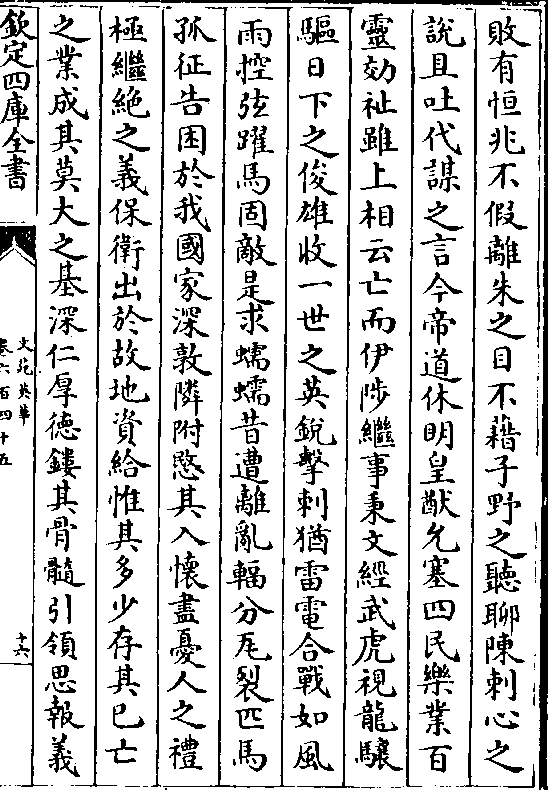 敗有恒兆不假離朱之目不藉子野之聽聊陳刺心之
說且吐伐謀之言今帝道休明皇猷允塞四民樂業百
靈効祉雖上相云亡而伊陟繼事秉文經武虎視龍驤
驅日下之俊雄收一世之英銳擊刺猶雷電合戰如風
雨控弦躍馬固敵是求蠕蠕昔遭離亂輻分瓦裂匹馬
孤征告困於我國家深敦隣附愍其入懷盡憂人之禮
極繼絶之義保衛出於故地資給惟其多少存其已亡
之業成其莫大之基深仁厚德鏤其骨髓引領思報義
欽定四庫全書
文苑英華
卷六百四十五
十六